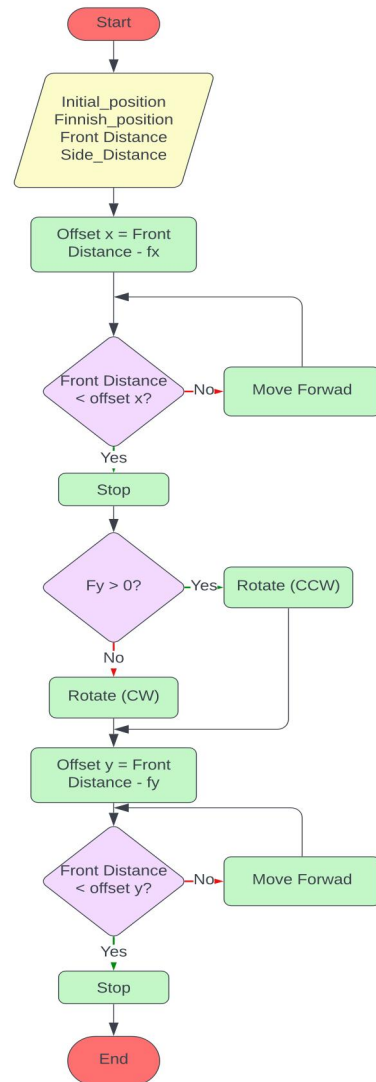 Start
Initial_position
Finnish_position
Front Distance
Side_Distance
Offset x = Front
Distance - fx
Front Distance
< offset x?
No
Move Forwad
Yes
Stop
Fy > 0?
Yes
Rotate (CCW)
No
Rotate (CW)
Offset y = Front
Distance - fy
Front Distance
< offset y?
No
Move Forwad
Yes
Stop
End